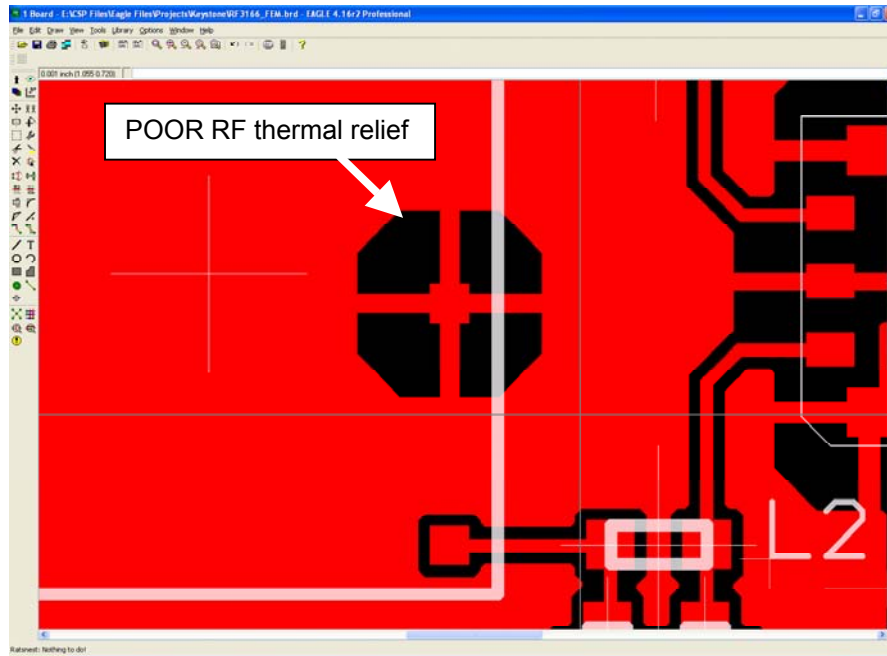 1 Board - E:\CSP Files\Eagle Files\Projects\Keystone\RF3166_FEM.brd - EAGLE 4.16r2 Professional
File Edit Draw View Tools Library Options Window Help
0.001 inch (1.055 0.720)
POOR RF thermal relief
L2
Ratsnest: Nothing to do!